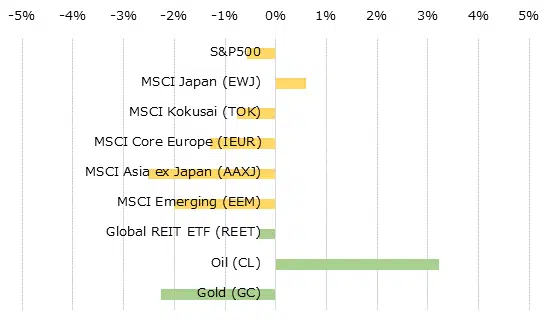 -5% -4% -3% -2% -1% 0% 1% 2% 3% 4% 5%
S&P500
MSCI Japan (EWJ)
MSCI Kokusai (TOK)
MSCI Core Europe (IEUR)
MSCI Asia ex Japan (AAXJ)
MSCI Emerging (EEM)
Global REIT ETF (REET)
Oil (CL)
Gold (GC)